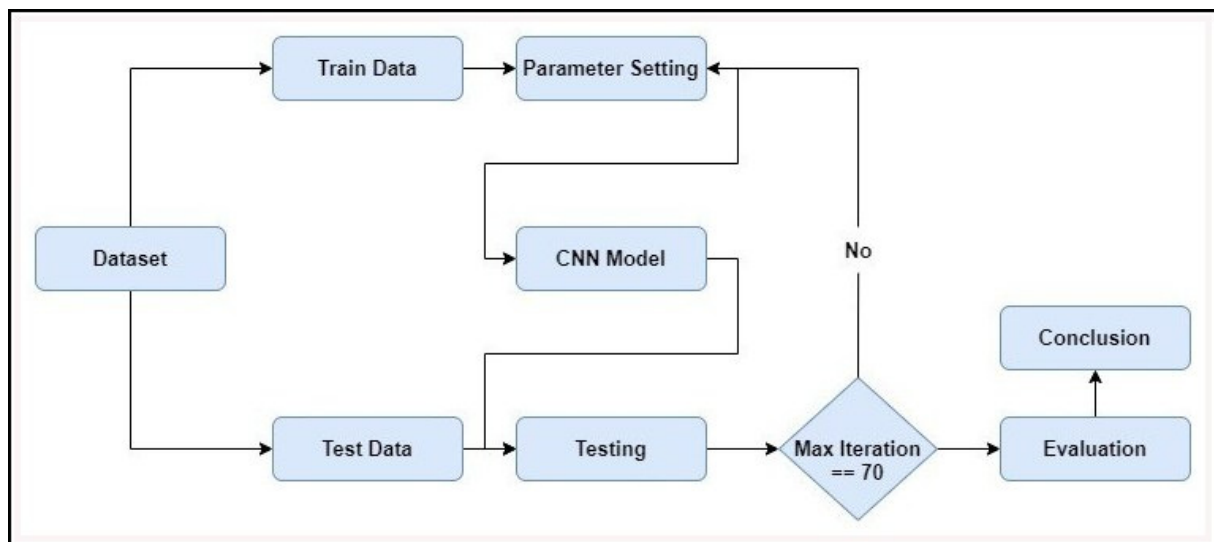 Train Data
Parameter Setting
Dataset
CNN Model
No
Conclusion
Test Data
Testing
Max Iteration
== 70
Evaluation